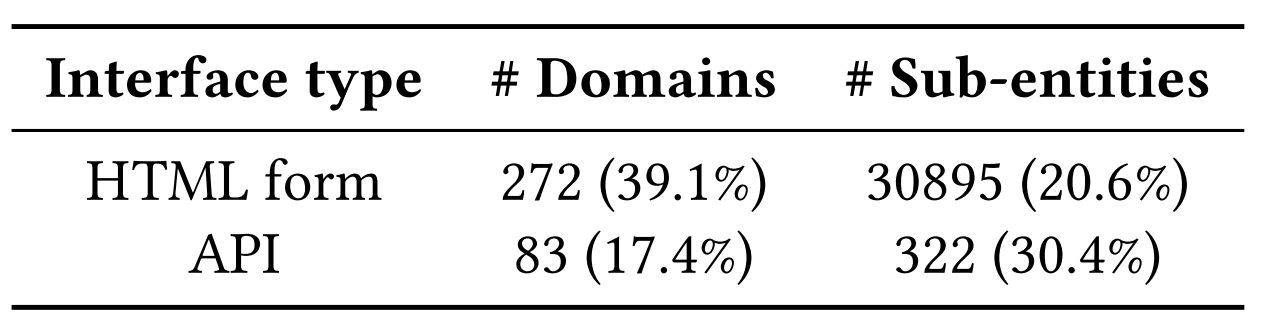 Interface type # Domains # Sub-entities
HTML form 272 (39.1%) 30895 (20.6%)
API 83 (17.4%) 322 (30.4%)